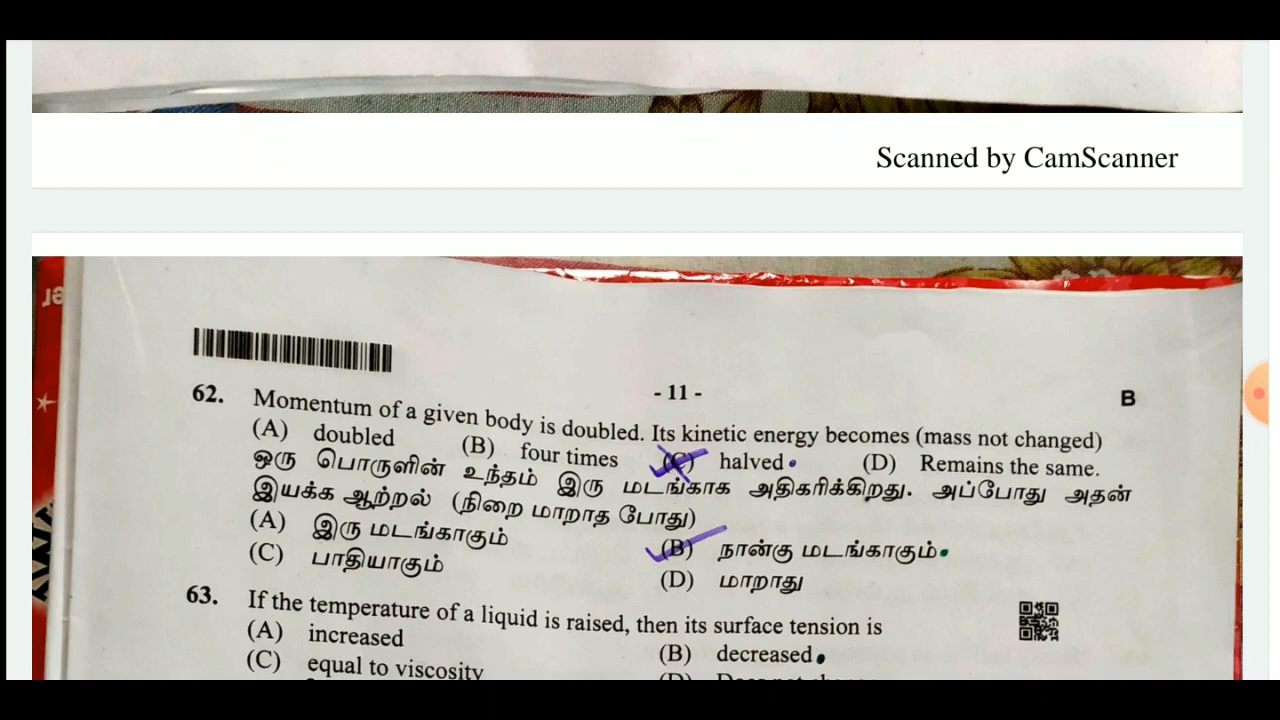 Scanned by CamScanner
- 11 -
B
62. Momentum of a given body is doubled. Its kinetic energy becomes (mass not changed)
(A) doubled (B) four times (C) halved (D) Remains the same.
ஒரு பொருளின் உந்தம் இரு மடங்காக அதிகரிக்கிறது. அப்போது அதன்
இயக்க ஆற்றல் (நிறை மாறாத போது)
(A) இரு மடங்காகும் (B) நான்கு மடங்காகும்
(C) பாதியாகும் (D) மாறாது
63. If the temperature of a liquid is raised, then its surface tension is
(A) increased (B) decreased
(C) equal to viscosity (D)